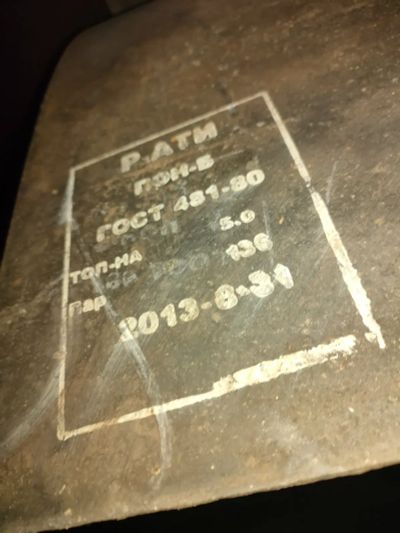 Р.АТИ
ПОН-Б
ГОСТ 481-80
ТОЛ-НА 5.0
Пар 136
2013-8-31